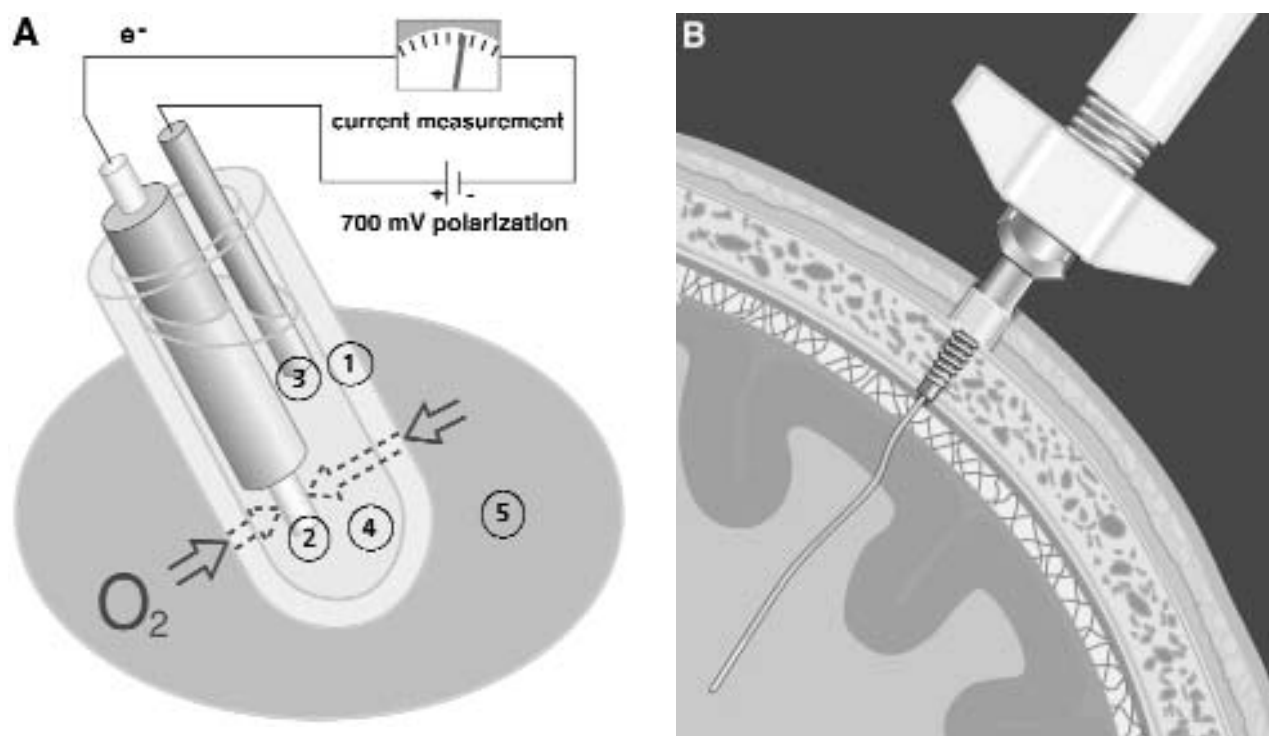 A
e-
current measurement
+ -
700 mV polarization
3
1
5
2
4
O2
B